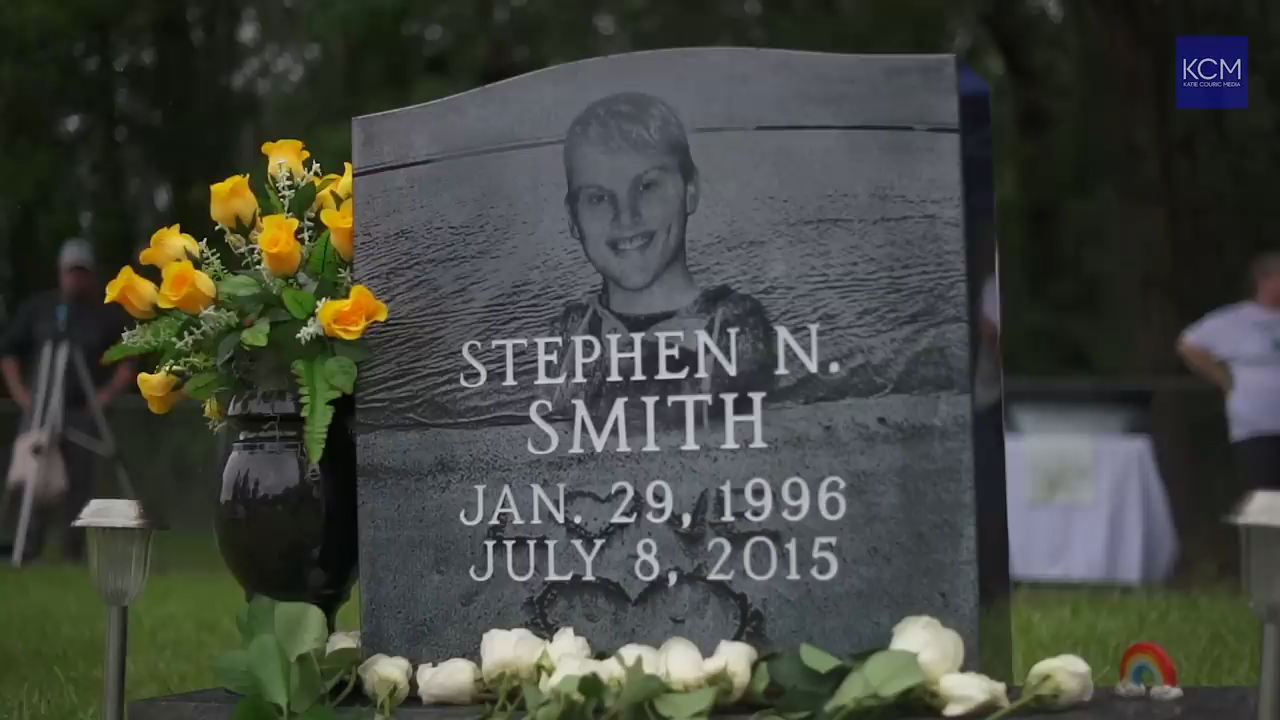 KCM
KATIE COURIC MEDIA
STEPHEN N.
SMITH
JAN. 29, 1996
JULY 8, 2015